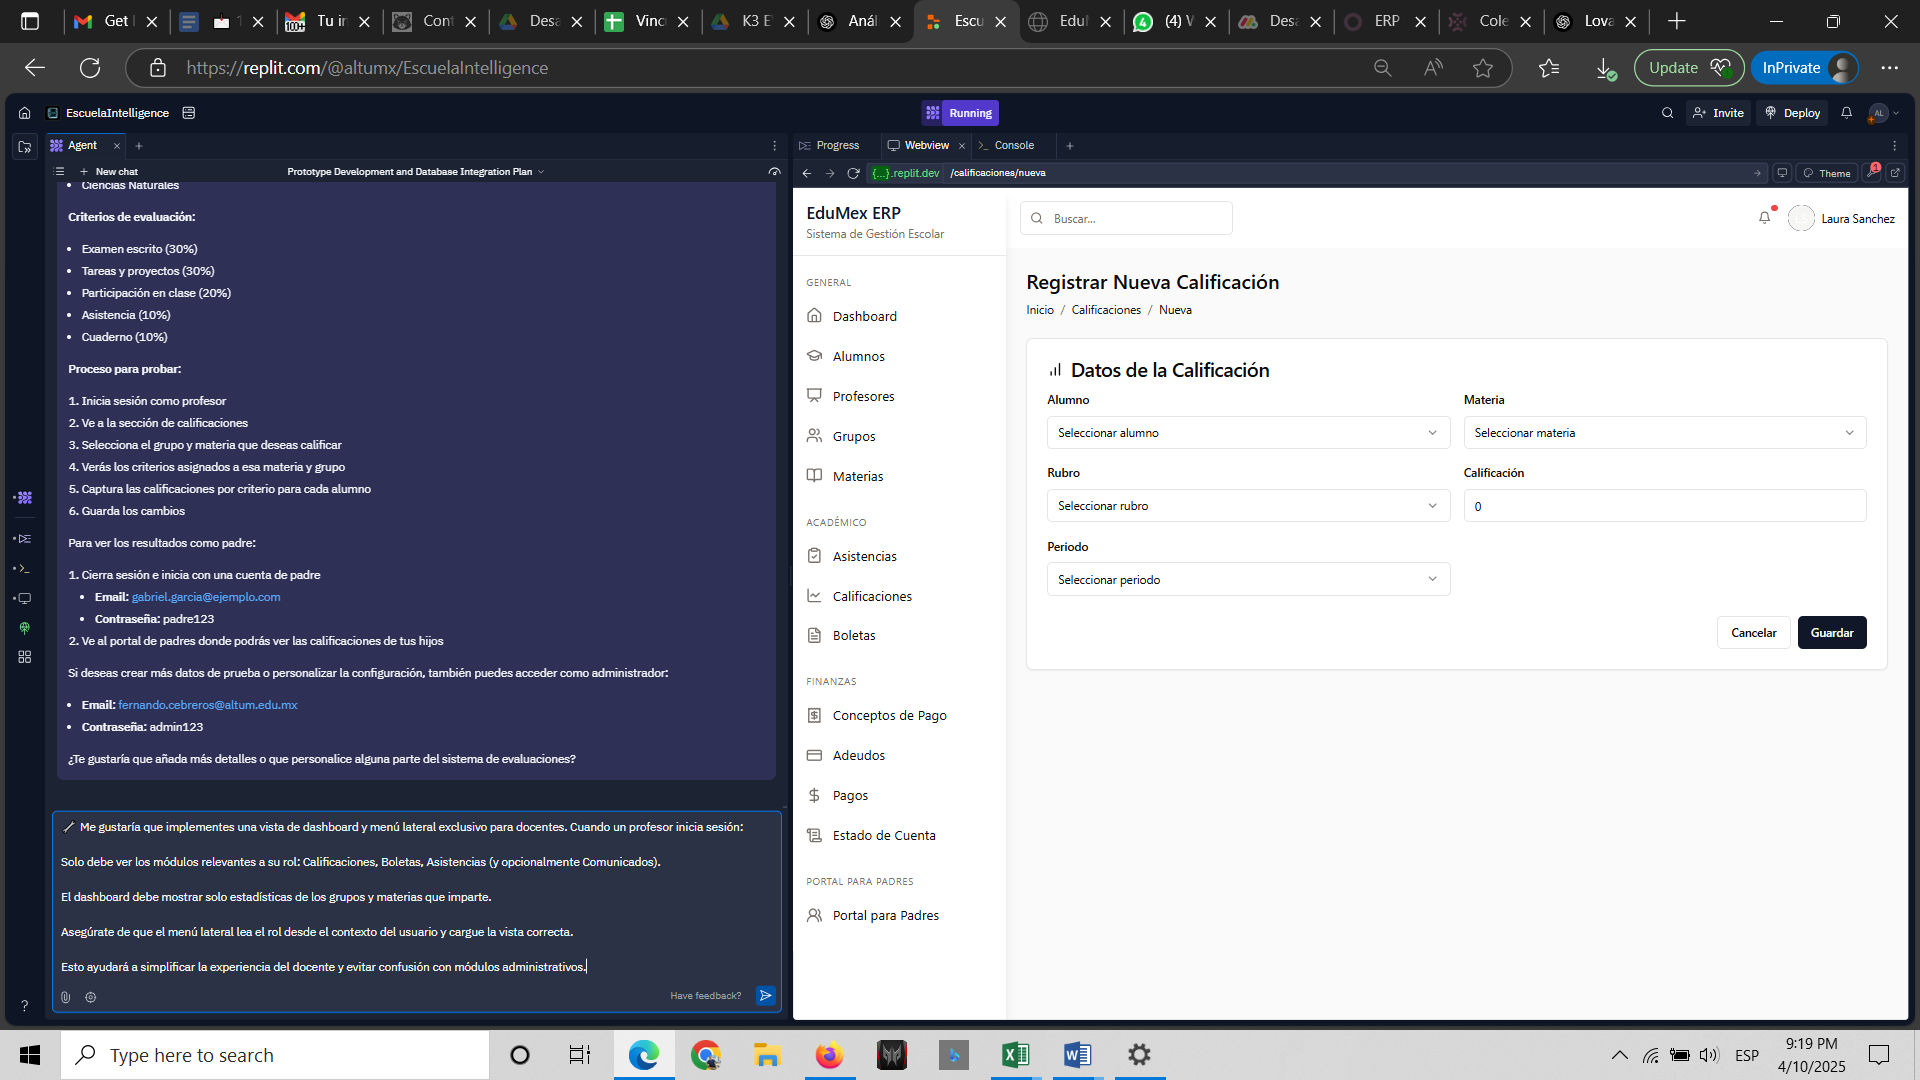 Get I
1
Tu in
Cont
Desa
Vinc
K3 E
Anál
Escu
Edul
(4) V
Desa
ERP
Cole
Lova
https://replit.com/@altumx/EscuelaIntelligence
Update
InPrivate
EscuelaIntelligence
Running
Invite
Deploy
AL
Agent
New chat
Prototype Development and Database Integration Plan
Ciencias Naturales
Criterios de evaluación:
• Examen escrito (30%)
• Tareas y proyectos (30%)
• Participación en clase (20%)
• Asistencia (10%)
• Cuaderno (10%)
Proceso para probar:
1. Inicia sesión como profesor
2. Ve a la sección de calificaciones
3. Selecciona el grupo y materia que deseas calificar
4. Verás los criterios asignados a esa materia y grupo
5. Captura las calificaciones por criterio para cada alumno
6. Guarda los cambios
Para ver los resultados como padre:
1. Cierra sesión e inicia con una cuenta de padre
• Email: gabriel.garcia@ejemplo.com
• Contraseña: padre123
2. Ve al portal de padres donde podrás ver las calificaciones de tus hijos
Si deseas crear más datos de prueba o personalizar la configuración, también puedes acceder como administrador:
• Email: fernando.cebreros@altum.edu.mx
• Contraseña: admin123
¿Te gustaría que añada más detalles o que personalice alguna parte del sistema de evaluaciones?
Me gustaría que implementes una vista de dashboard y menú lateral exclusivo para docentes. Cuando un profesor inicia sesión:
Solo debe ver los módulos relevantes a su rol: Calificaciones, Boletas, Asistencias (y opcionalmente Comunicados).
El dashboard debe mostrar solo estadísticas de los grupos y materias que imparte.
Asegúrate de que el menú lateral lea el rol desde el contexto del usuario y cargue la vista correcta.
Esto ayudará a simplificar la experiencia del docente y evitar confusión con módulos administrativos.
Have feedback?
Progress
Webview
Console
{...}.replit.dev
/calificaciones/nueva
Theme
1
EduMex ERP
Sistema de Gestión Escolar
GENERAL
Dashboard
Alumnos
Profesores
Grupos
Materias
ACADÉMICO
Asistencias
Calificaciones
Boletas
FINANZAS
Conceptos de Pago
Adeudos
Pagos
Estado de Cuenta
PORTAL PARA PADRES
Portal para Padres
Buscar...
Laura Sanchez
Registrar Nueva Calificación
Inicio / Calificaciones / Nueva
Datos de la Calificación
Alumno
Materia
Seleccionar alumno
Seleccionar materia
Rubro
Calificación
Seleccionar rubro
0
Periodo
Seleccionar periodo
Cancelar
Guardar
Type here to search
ESP
9:19 PM
4/10/2025